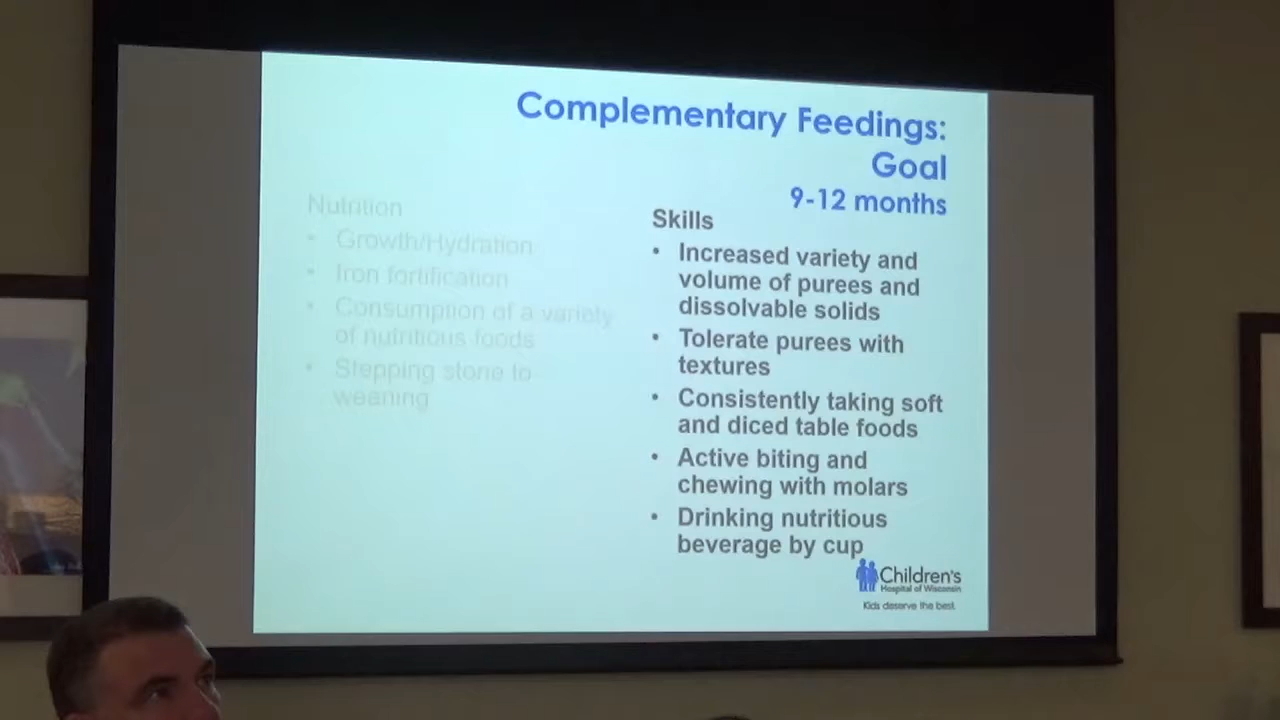 Complementary Feedings:
Goal
9-12 months
Nutrition
• Growth/Hydration
• Iron fortification
• Consumption of a variety
of nutritious foods
• Stepping stone to
weaning
Skills
• Increased variety and
volume of purees and
dissolvable solids
• Tolerate purees with
textures
• Consistently taking soft
and diced table foods
• Active biting and
chewing with molars
• Drinking nutritious
beverage by cup
Children's
Hospital of Wisconsin
Kids deserve the best.